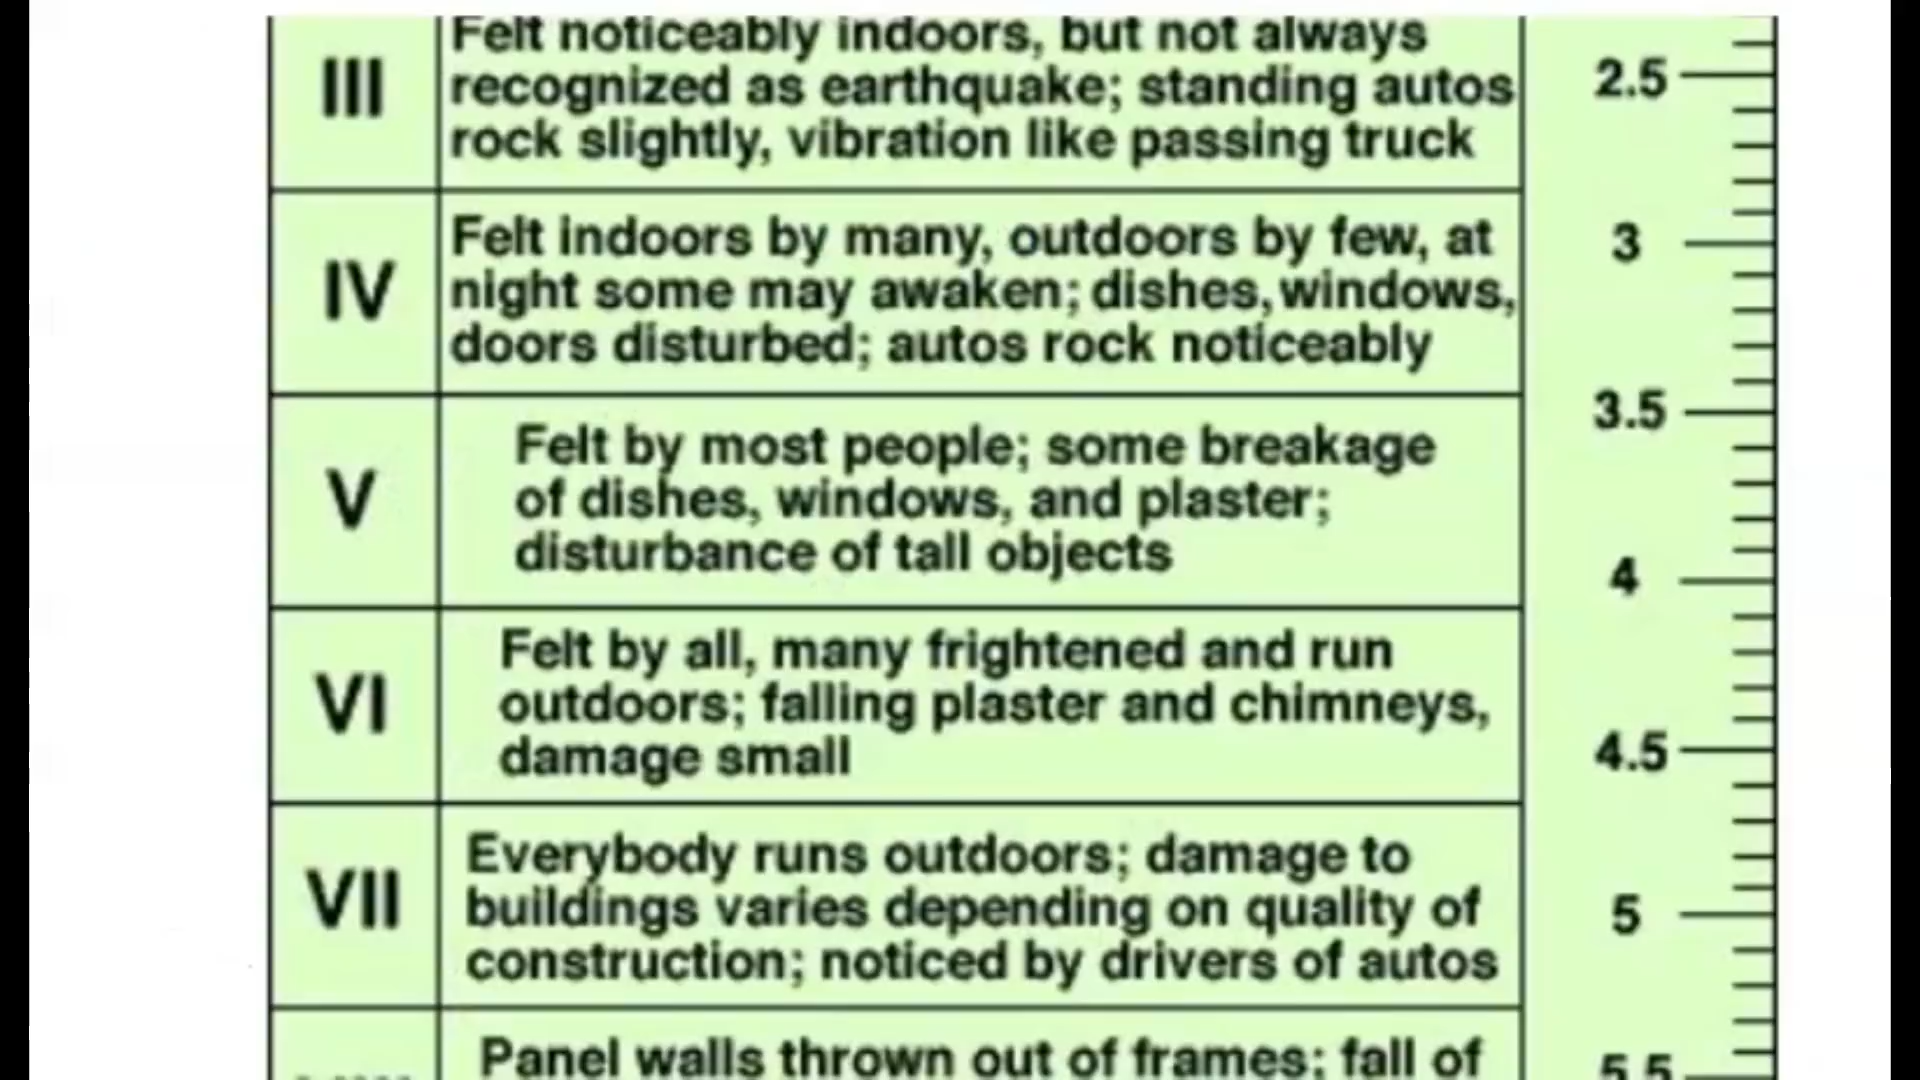 III
Felt noticeably indoors, but not always
recognized as earthquake; standing autos
rock slightly, vibration like passing truck
2.5
IV
Felt indoors by many, outdoors by few, at
night some may awaken; dishes, windows,
doors disturbed; autos rock noticeably
3
3.5
V
Felt by most people; some breakage
of dishes, windows, and plaster;
disturbance of tall objects
4
VI
Felt by all, many frightened and run
outdoors; falling plaster and chimneys,
damage small
4.5
VII
Everybody runs outdoors; damage to
buildings varies depending on quality of
construction; noticed by drivers of autos
5
Panel walls thrown out of frames; fall of
5.5